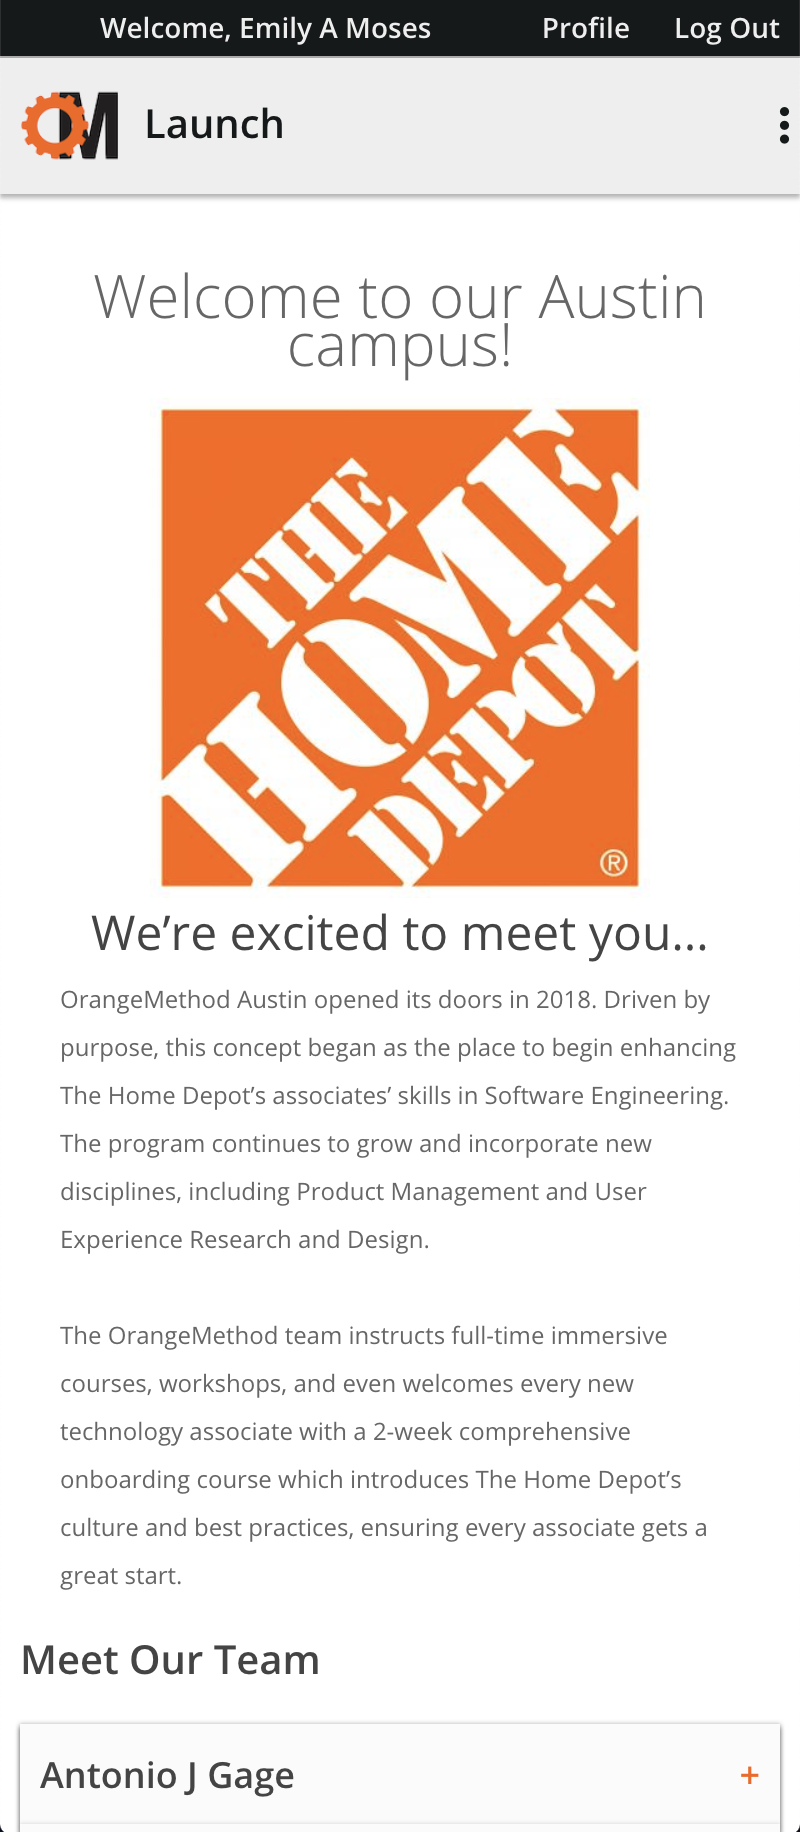 Welcome, Emily A Moses Profile Log Out
OM Launch
Welcome to our Austin
campus!
THE
HOME
DEPOT
®
We’re excited to meet you...
OrangeMethod Austin opened its doors in 2018. Driven by
purpose, this concept began as the place to begin enhancing
The Home Depot’s associates’ skills in Software Engineering.
The program continues to grow and incorporate new
disciplines, including Product Management and User
Experience Research and Design.
The OrangeMethod team instructs full-time immersive
courses, workshops, and even welcomes every new
technology associate with a 2-week comprehensive
onboarding course which introduces The Home Depot’s
culture and best practices, ensuring every associate gets a
great start.
Meet Our Team
Antonio J Gage +